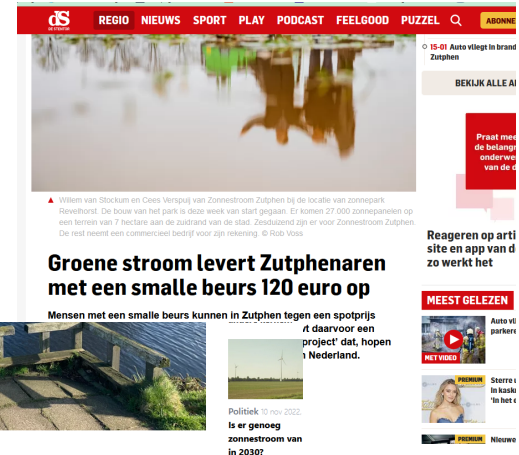 dS
DE STENTOR
REGIO NIEUWS SPORT PLAY PODCAST FEELGOOD PUZZEL
ABONNE
15-01 Auto vliegt in brand
Zutphen
BEKIJK ALLE A
Praat mee
de belangr
onderwe
van de d
Willem van Stockum en Cees Verspuij van Zonnestroom Zutphen bij de locatie van zonnepark
Revelhorst. De bouw van het park is deze week van start gegaan. Er komen 27.000 zonnepanelen op
een terrein van 7 hectare aan de zuidrand van de stad. Zesduizend zijn er voor Zonnestroom Zutphen.
De rest neemt een commercieel bedrijf voor zijn rekening. © Rob Voss
Reageren op arti
site en app van d
zo werkt het
Groene stroom levert Zutphenaren
met een smalle beurs 120 euro op
Mensen met een smalle beurs kunnen in Zutphen tegen een spotprijs
vt daarvoor een
project’ dat, hopen
Nederland.
MEEST GELEZEN
MET VIDEO
Auto vli
parkere
Politiek 10 nov 2022
Is er genoeg
zonnestroom van
in 2030?
PREMIUM Sterre
In kask
‘In het e
PREMIUM Nieuwe